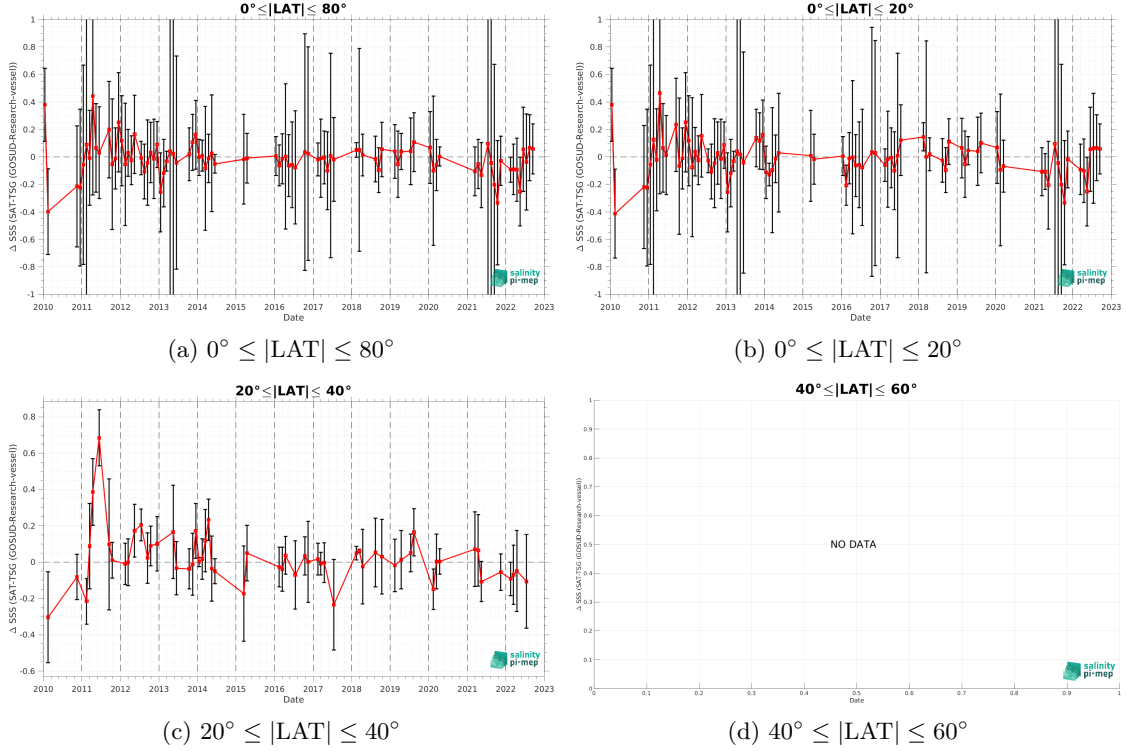 0°≤|LAT|≤ 80°
Δ SSS (SAT-TSG (GOSUD-Research-vessel))
1
0.8
0.6
0.4
0.2
0
-0.2
-0.4
-0.6
-0.8
-1
2010 2011 2012 2013 2014 2015 2016 2017 2018 2019 2020 2021 2022 2023
Date
salinity
pi-mep
(a) 0° ≤ |LAT| ≤ 80°
0°≤|LAT|≤ 20°
Δ SSS (SAT-TSG (GOSUD-Research-vessel))
1
0.8
0.6
0.4
0.2
0
-0.2
-0.4
-0.6
-0.8
-1
2010 2011 2012 2013 2014 2015 2016 2017 2018 2019 2020 2021 2022 2023
Date
salinity
pi-mep
(b) 0° ≤ |LAT| ≤ 20°
20°≤|LAT|≤ 40°
Δ SSS (SAT-TSG (GOSUD-Research-vessel))
0.8
0.6
0.4
0.2
0
-0.2
-0.4
-0.6
2010 2011 2012 2013 2014 2015 2016 2017 2018 2019 2020 2021 2022 2023
Date
salinity
pi-mep
(c) 20° ≤ |LAT| ≤ 40°
40°≤|LAT|≤ 60°
Δ SSS (SAT-TSG (GOSUD-Research-vessel))
1
0.9
0.8
0.7
0.6
0.5
0.4
0.3
0.2
0.1
0
NO DATA
0 0.1 0.2 0.3 0.4 0.5 0.6 0.7 0.8 0.9 1
Date
salinity
pi-mep
(d) 40° ≤ |LAT| ≤ 60°